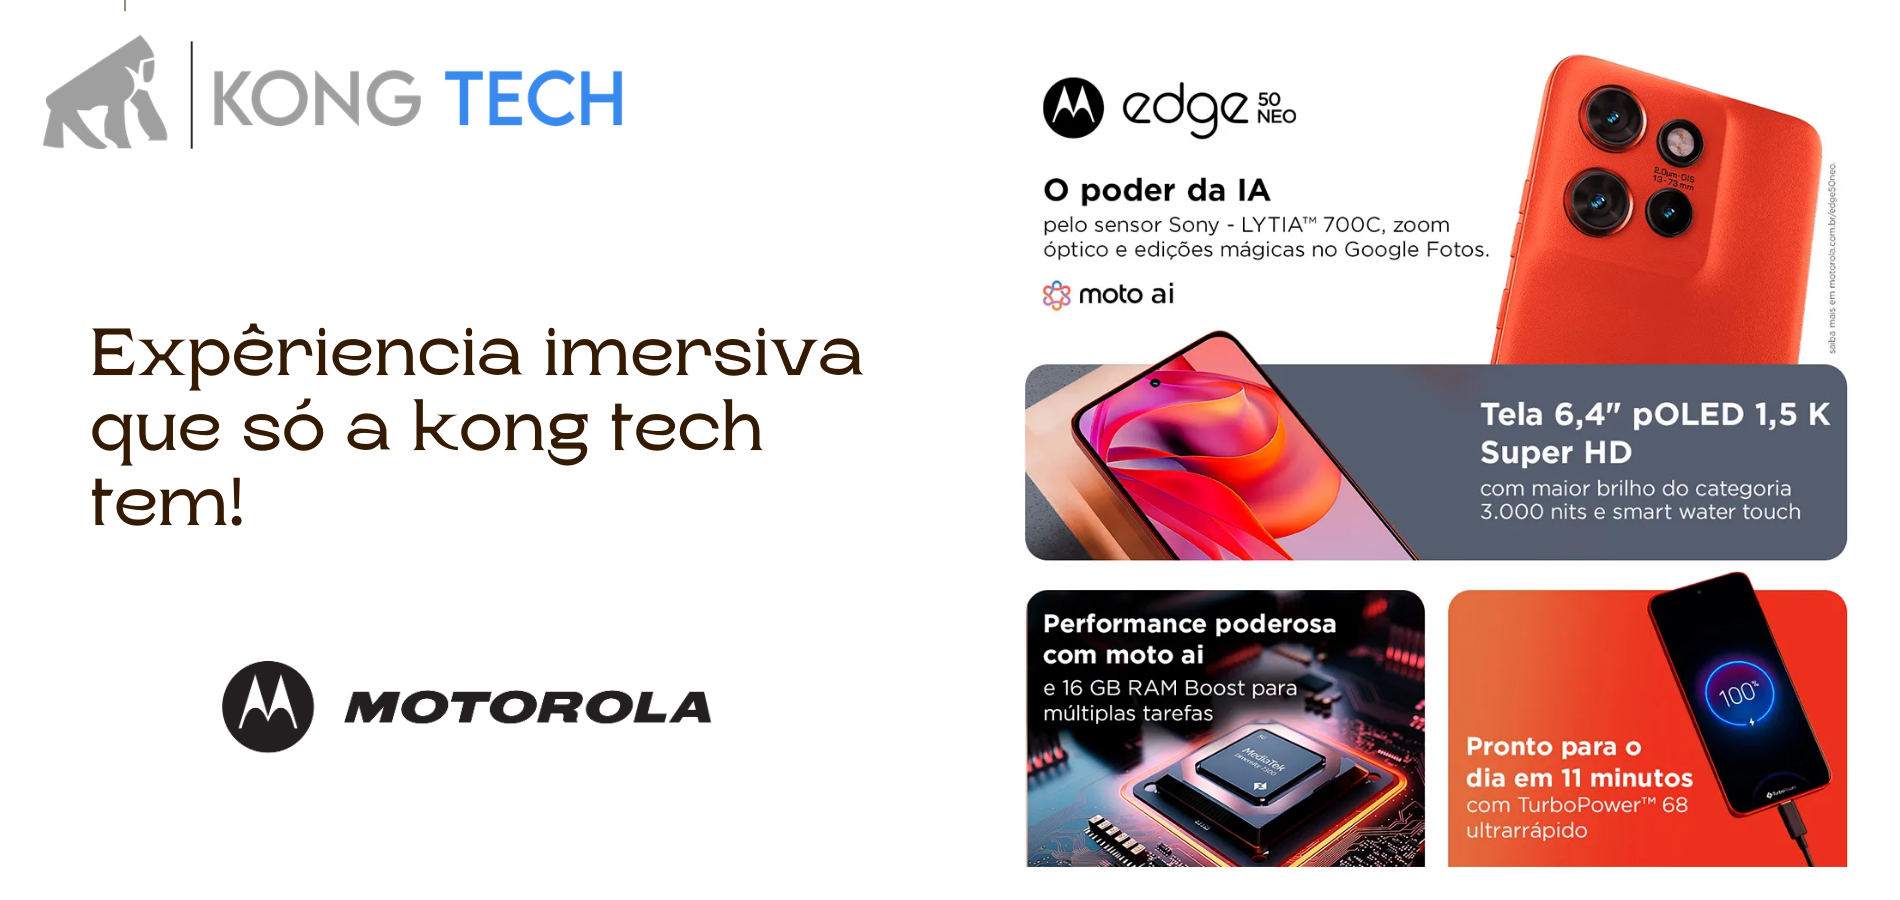 KONG TECH
Expêriencia imersiva
que só a kong tech
tem!
MOTOROLA
edge 50 NEO
O poder da IA
pelo sensor Sony - LYTIA™ 700C, zoom
óptico e edições mágicas no Google Fotos.
moto ai
2.0µm-OIS
13-73 mm
saiba mais em motorola.com.br/edge50neo.
Tela 6,4" pOLED 1,5 K
Super HD
com maior brilho do categoria
3.000 nits e smart water touch
Performance poderosa
com moto ai
e 16 GB RAM Boost para
múltiplas tarefas
MediaTek
Dimensity 7300
100%
TurboPower
Pronto para o
dia em 11 minutos
com TurboPower™ 68
ultrarrápido